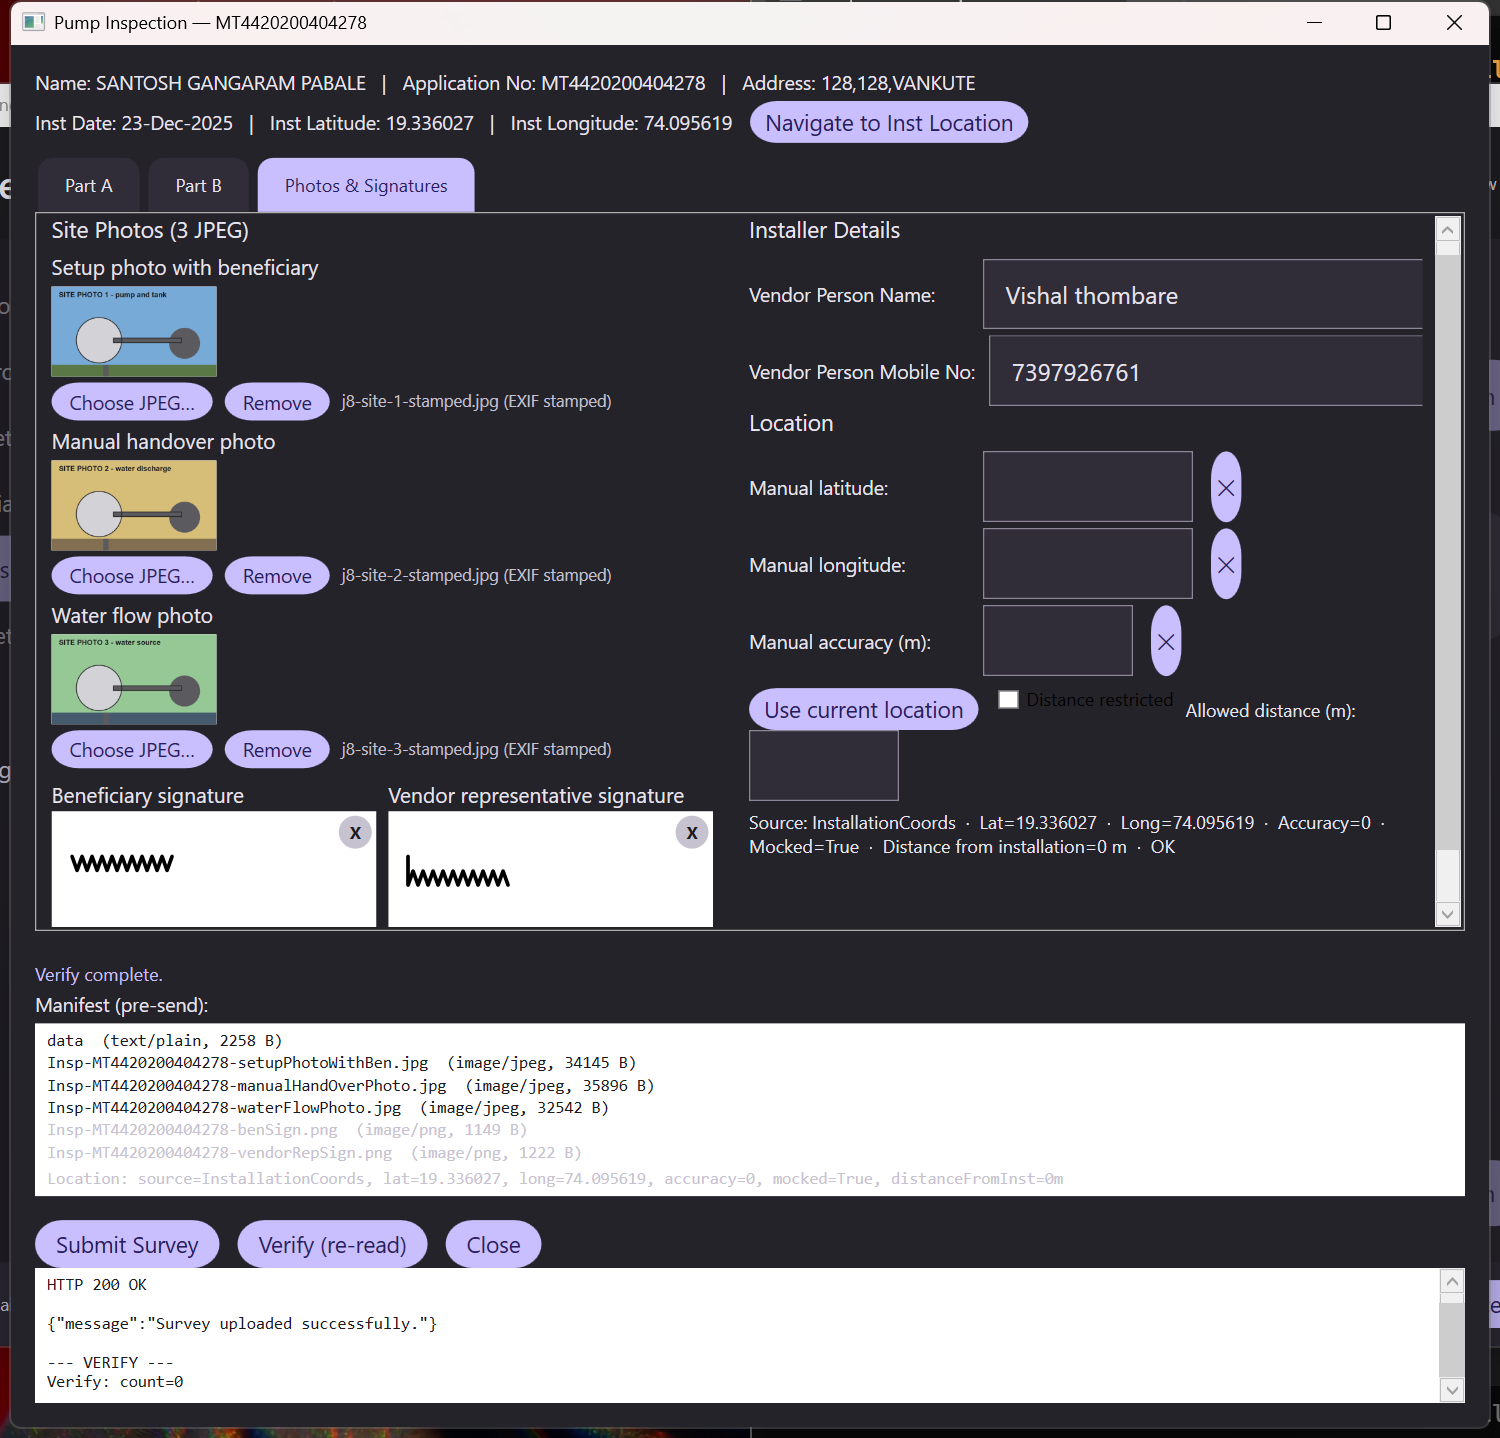 Pump Inspection — MT4420200404278
Name: SANTOSH GANGARAM PABALE | Application No: MT4420200404278 | Address: 128,128,VANKUTE
Inst Date: 23-Dec-2025 | Inst Latitude: 19.336027 | Inst Longitude: 74.095619 Navigate to Inst Location
Part A Part B Photos & Signatures
Site Photos (3 JPEG)
Setup photo with beneficiary
SITE PHOTO 1 - pump and tank
Choose JPEG... Remove j8-site-1-stamped.jpg (EXIF stamped)
Manual handover photo
SITE PHOTO 2 - water discharge
Choose JPEG... Remove j8-site-2-stamped.jpg (EXIF stamped)
Water flow photo
SITE PHOTO 3 - water source
Choose JPEG... Remove j8-site-3-stamped.jpg (EXIF stamped)
Beneficiary signature Vendor representative signature
X X
Installer Details
Vendor Person Name: Vishal thombare
Vendor Person Mobile No: 7397926761
Location
Manual latitude:
Manual longitude:
Manual accuracy (m):
Use current location Distance restricted Allowed distance (m):
Source: InstallationCoords · Lat=19.336027 · Long=74.095619 · Accuracy=0 ·
Mocked=True · Distance from installation=0 m · OK
Verify complete.
Manifest (pre-send):
data (text/plain, 2258 B)
Insp-MT4420200404278-setupPhotoWithBen.jpg (image/jpeg, 34145 B)
Insp-MT4420200404278-manualHandOverPhoto.jpg (image/jpeg, 35896 B)
Insp-MT4420200404278-waterFlowPhoto.jpg (image/jpeg, 32542 B)
Insp-MT4420200404278-benSign.png (image/png, 1149 B)
Insp-MT4420200404278-vendorRepSign.png (image/png, 1222 B)
Location: source=InstallationCoords, lat=19.336027, long=74.095619, accuracy=0, mocked=True, distanceFromInst=0m
Submit Survey Verify (re-read) Close
HTTP 200 OK
{"message":"Survey uploaded successfully."}
--- VERIFY ---
Verify: count=0